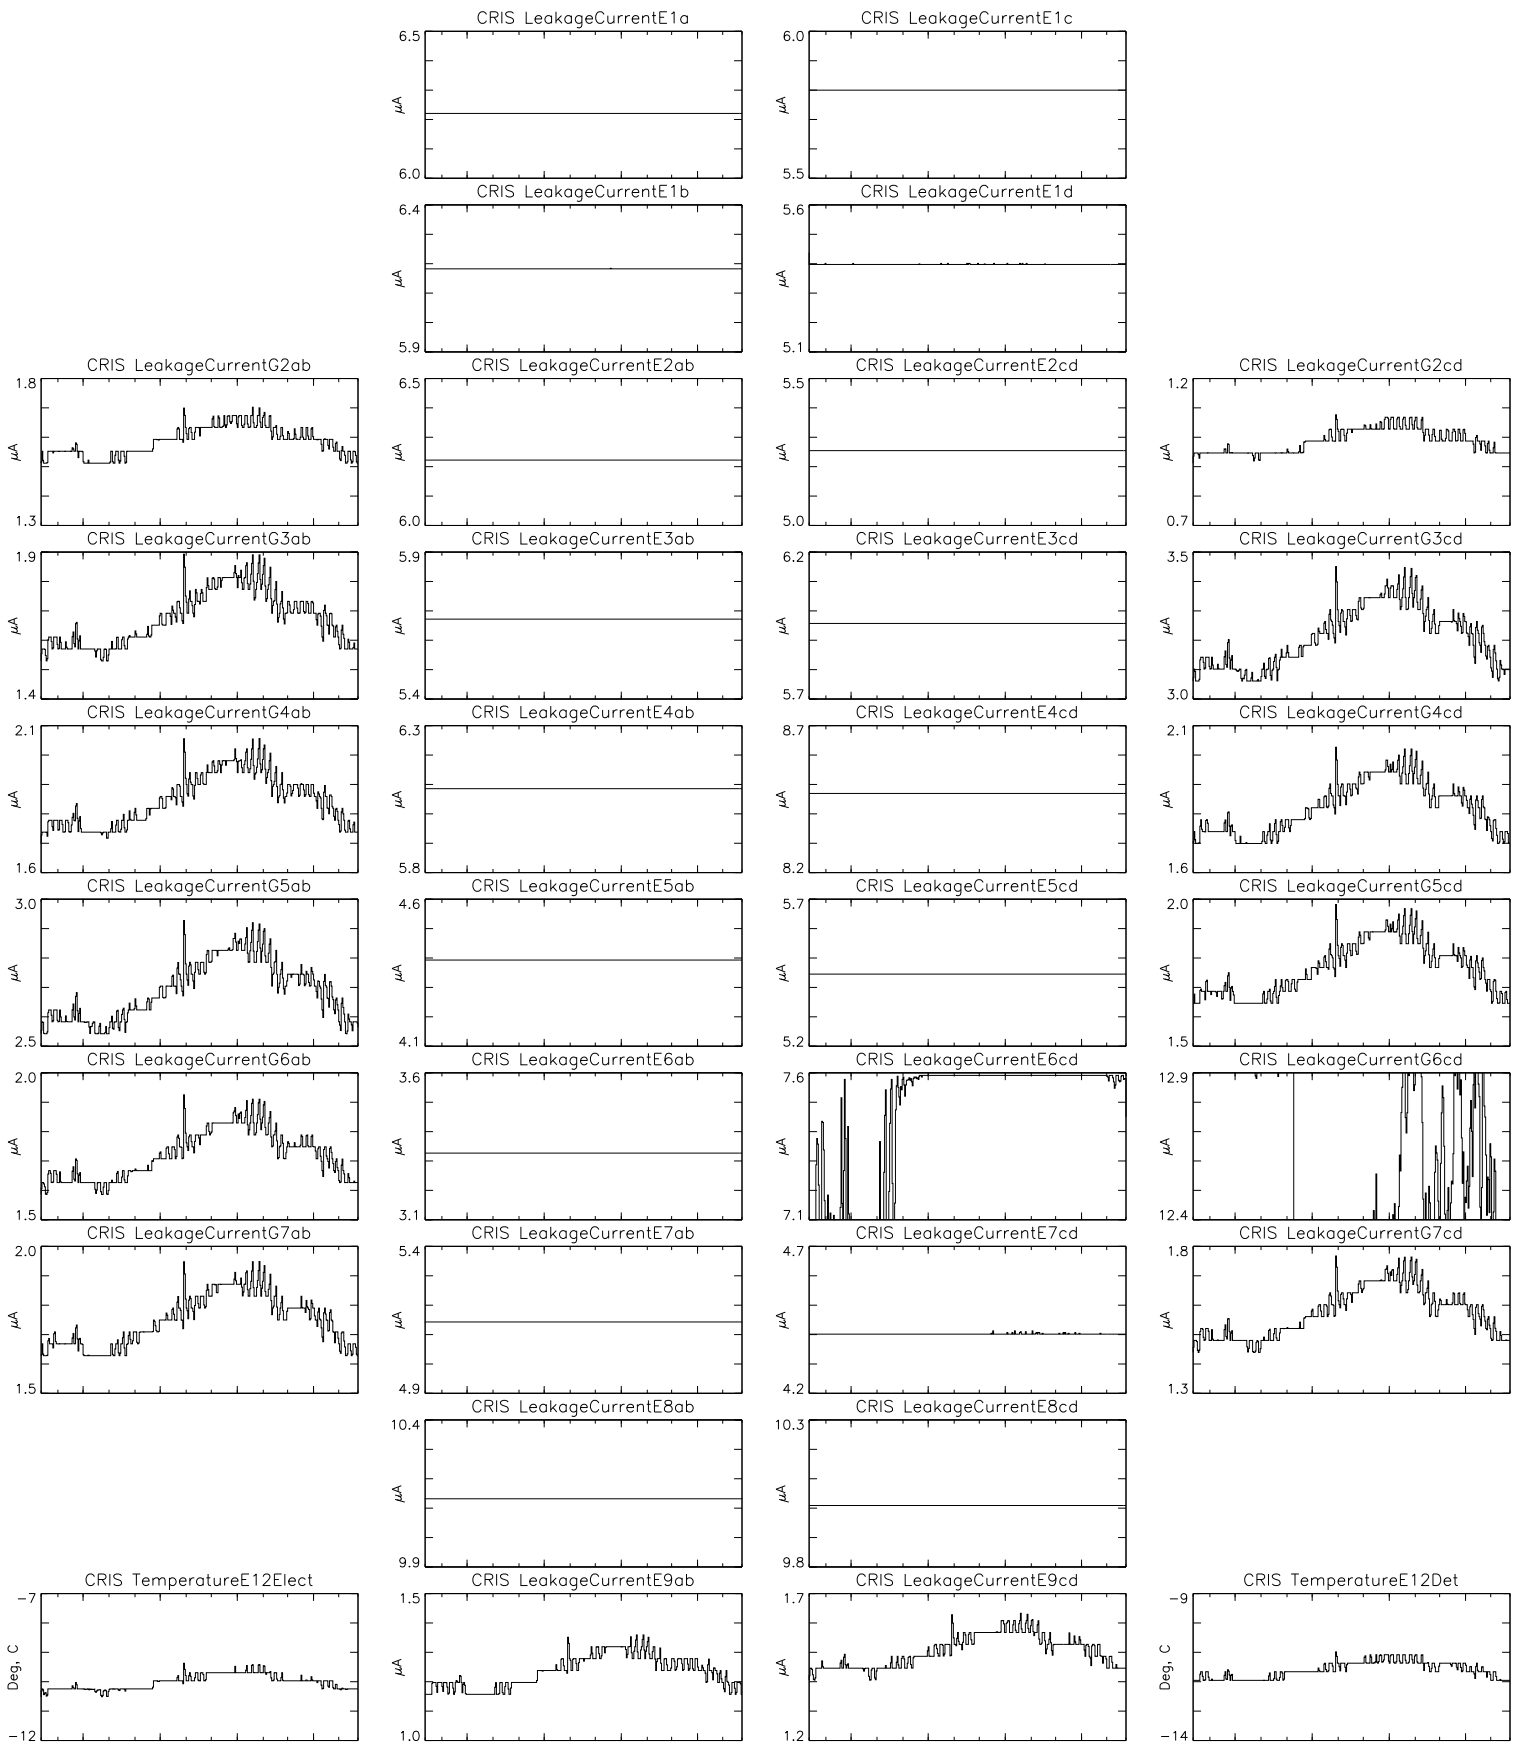 CRIS LeakageCurrentE1a CRIS LeakageCurrentE1c
6.5 6.0
μA μA
6.0 5.5
CRIS LeakageCurrentE1b CRIS LeakageCurrentE1d
6.4 5.6
μA μA
5.9 5.1
CRIS LeakageCurrentG2ab CRIS LeakageCurrentE2ab CRIS LeakageCurrentE2cd CRIS LeakageCurrentG2cd
1.8 6.5 5.5 1.2
μA μA μA μA
1.3 6.0 5.0 0.7
CRIS LeakageCurrentG3ab CRIS LeakageCurrentE3ab CRIS LeakageCurrentE3cd CRIS LeakageCurrentG3cd
1.9 5.9 6.2 3.5
μA μA μA μA
1.4 5.4 5.7 3.0
CRIS LeakageCurrentG4ab CRIS LeakageCurrentE4ab CRIS LeakageCurrentE4cd CRIS LeakageCurrentG4cd
2.1 6.3 8.7 2.1
μA μA μA μA
1.6 5.8 8.2 1.6
CRIS LeakageCurrentG5ab CRIS LeakageCurrentE5ab CRIS LeakageCurrentE5cd CRIS LeakageCurrentG5cd
3.0 4.6 5.7 2.0
μA μA μA μA
2.5 4.1 5.2 1.5
CRIS LeakageCurrentG6ab CRIS LeakageCurrentE6ab CRIS LeakageCurrentE6cd CRIS LeakageCurrentG6cd
2.0 3.6 7.6 12.9
μA μA μA μA
1.5 3.1 7.1 12.4
CRIS LeakageCurrentG7ab CRIS LeakageCurrentE7ab CRIS LeakageCurrentE7cd CRIS LeakageCurrentG7cd
2.0 5.4 4.7 1.8
μA μA μA μA
1.5 4.9 4.2 1.3
CRIS LeakageCurrentE8ab CRIS LeakageCurrentE8cd
10.4 10.3
μA μA
9.9 9.8
CRIS TemperatureE12Elect CRIS LeakageCurrentE9ab CRIS LeakageCurrentE9cd CRIS TemperatureE12Det
-7 1.5 1.7 -9
Deg, C μA μA Deg, C
-12 1.0 1.2 -14